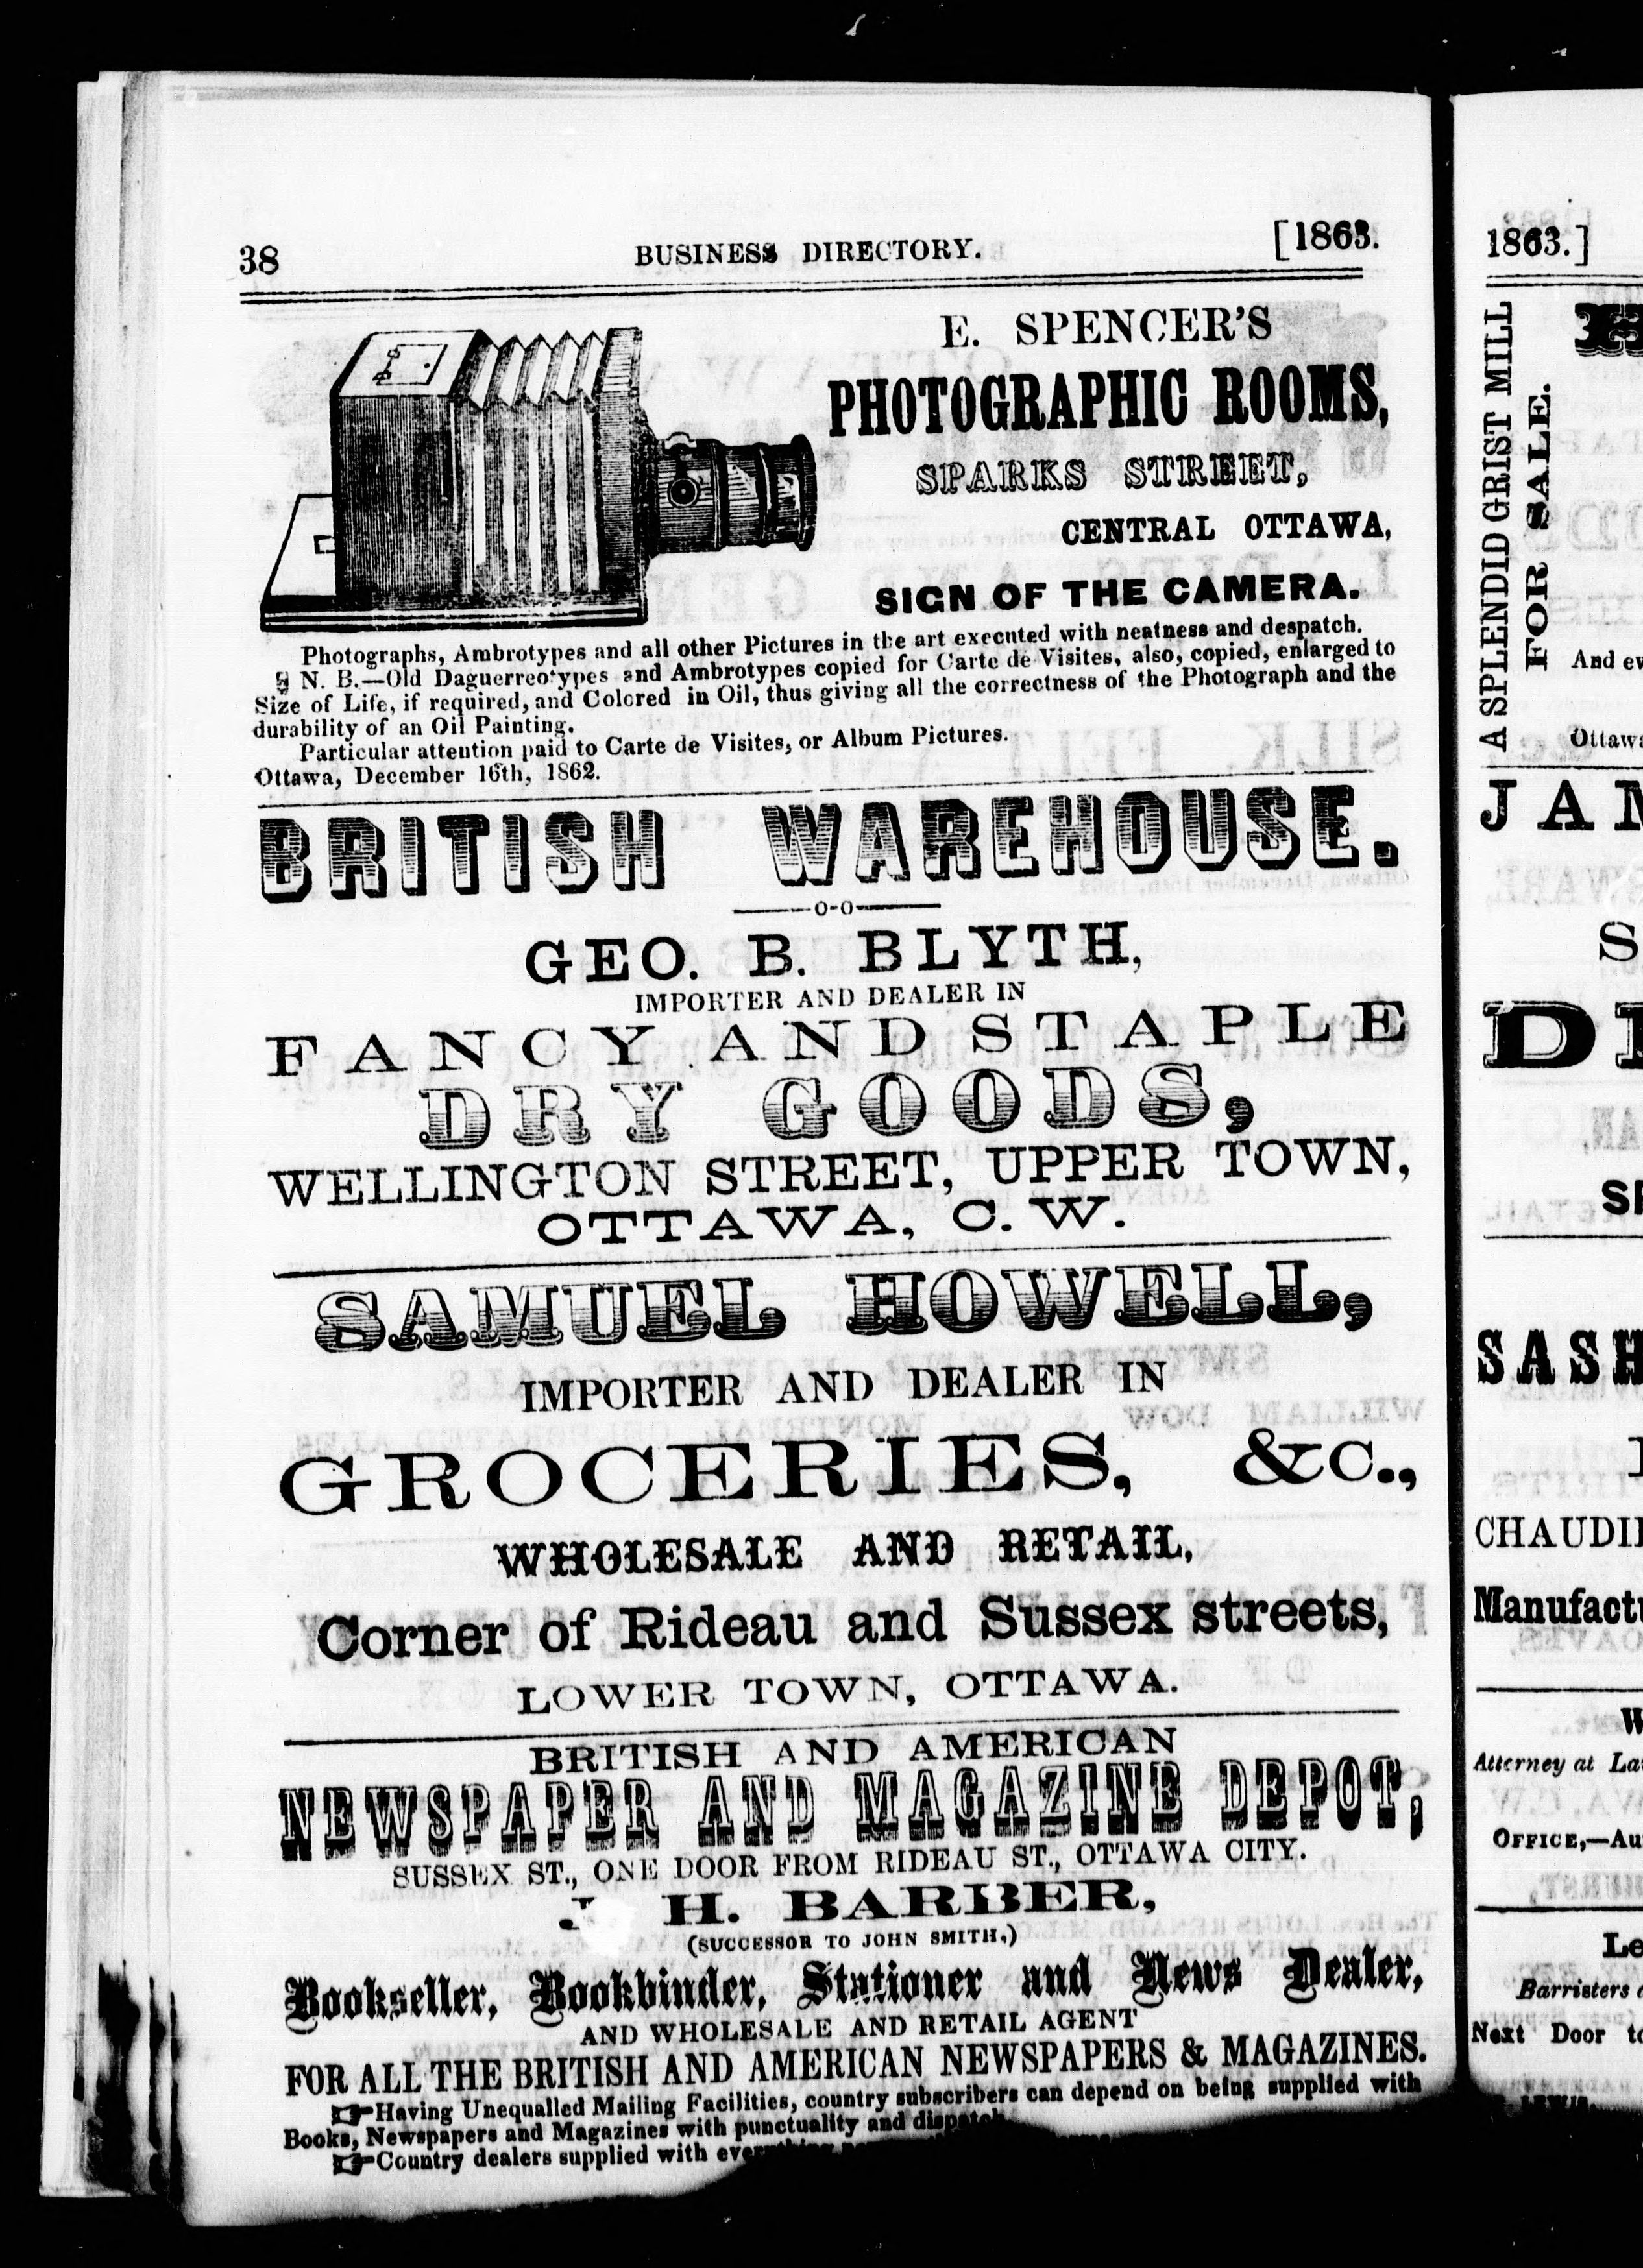 38 BUSINESS DIRECTORY. [1863.
E. SPENCER'S
PHOTOGRAPHIC ROOMS,
SPARKS STREET,
CENTRAL OTTAWA,
SIGN OF THE CAMERA.
Photographs, Ambrotypes and all other Pictures in the art executed with neatness and despatch.
N. B.—Old Daguerreotypes and Ambrotypes copied for Carte de Visites, also, copied, enlarged to
Size of Life, if required, and Colored in Oil, thus giving all the correctness of the Photograph and the
durability of an Oil Painting.
Particular attention paid to Carte de Visites, or Album Pictures.
Ottawa, December 16th, 1862.
BRITISH WAREHOUSE.
GEO. B. BLYTH,
IMPORTER AND DEALER IN
FANCY AND STAPLE
DRY GOODS,
WELLINGTON STREET, UPPER TOWN,
OTTAWA, C. W.
SAMUEL HOWELL,
IMPORTER AND DEALER IN
GROCERIES, &C.,
WHOLESALE AND RETAIL,
Corner of Rideau and Sussex streets,
LOWER TOWN, OTTAWA.
BRITISH AND AMERICAN
NEWSPAPER AND MAGAZINE DEPOT,
SUSSEX ST., ONE DOOR FROM RIDEAU ST., OTTAWA CITY.
J H. BARBER,
(SUCCESSOR TO JOHN SMITH,)
Bookseller, Bookbinder, Stationer and News Dealer,
AND WHOLESALE AND RETAIL AGENT
FOR ALL THE BRITISH AND AMERICAN NEWSPAPERS & MAGAZINES.
☞Having Unequalled Mailing Facilities, country subscribers can depend on being supplied with
Books, Newspapers and Magazines with punctuality and dispatch
☞Country dealers supplied with
1863.]
A SPLENDID GRIST MILL
FOR SALE.
And
Ottawa
JAM
S
SASH
CHAUDI
Manufact
W
Attorney at La
OFFICE,—Au
Le
Barristers
Next Door to